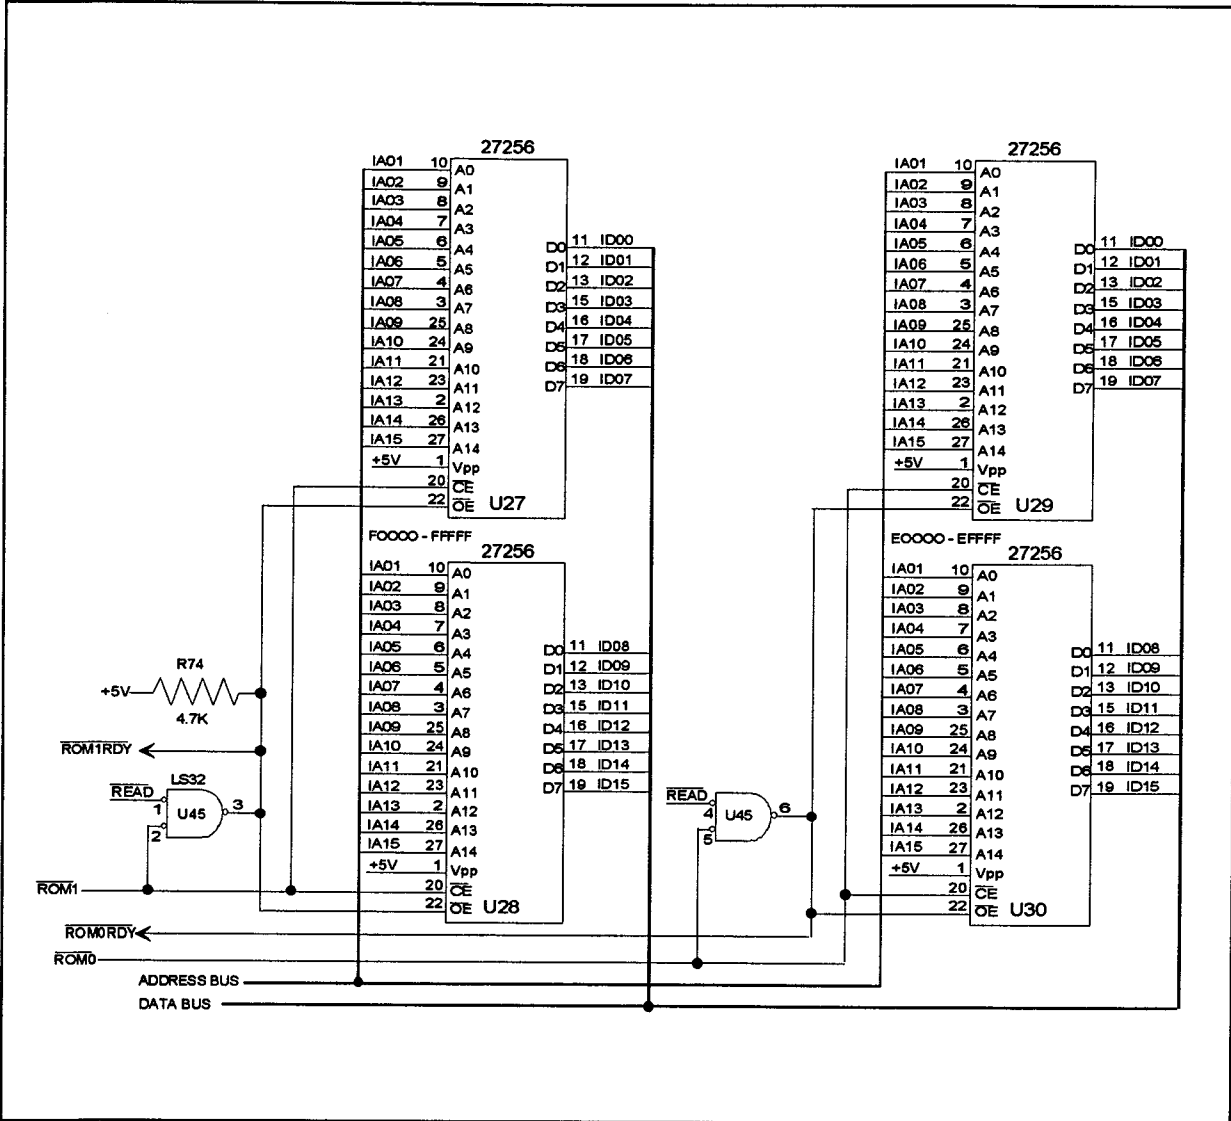 27256
IA01 10 A0
IA02 9 A1
IA03 8 A2
IA04 7 A3
IA05 6 A4
IA06 5 A5
IA07 4 A6
IA08 3 A7
IA09 25 A8
IA10 24 A9
IA11 21 A10
IA12 23 A11
IA13 2 A12
IA14 26 A13
IA15 27 A14
+5V 1 Vpp
20 CE
22 OE
D0 11 ID00
D1 12 ID01
D2 13 ID02
D3 15 ID03
D4 16 ID04
D5 17 ID05
D6 18 ID06
D7 19 ID07
U27
F0000 - FFFFF
27256
IA01 10 A0
IA02 9 A1
IA03 8 A2
IA04 7 A3
IA05 6 A4
IA06 5 A5
IA07 4 A6
IA08 3 A7
IA09 25 A8
IA10 24 A9
IA11 21 A10
IA12 23 A11
IA13 2 A12
IA14 26 A13
IA15 27 A14
+5V 1 Vpp
20 CE
22 OE
D0 11 ID08
D1 12 ID09
D2 13 ID10
D3 15 ID11
D4 16 ID12
D5 17 ID13
D6 18 ID14
D7 19 ID15
U28
27256
IA01 10 A0
IA02 9 A1
IA03 8 A2
IA04 7 A3
IA05 6 A4
IA06 5 A5
IA07 4 A6
IA08 3 A7
IA09 25 A8
IA10 24 A9
IA11 21 A10
IA12 23 A11
IA13 2 A12
IA14 26 A13
IA15 27 A14
+5V 1 Vpp
20 CE
22 OE
D0 11 ID00
D1 12 ID01
D2 13 ID02
D3 15 ID03
D4 16 ID04
D5 17 ID05
D6 18 ID06
D7 19 ID07
U29
E0000 - EFFFF
27256
IA01 10 A0
IA02 9 A1
IA03 8 A2
IA04 7 A3
IA05 6 A4
IA06 5 A5
IA07 4 A6
IA08 3 A7
IA09 25 A8
IA10 24 A9
IA11 21 A10
IA12 23 A11
IA13 2 A12
IA14 26 A13
IA15 27 A14
+5V 1 Vpp
20 CE
22 OE
D0 11 ID08
D1 12 ID09
D2 13 ID10
D3 15 ID11
D4 16 ID12
D5 17 ID13
D6 18 ID14
D7 19 ID15
U30
R74
+5V
4.7K
ROM1RDY
LS32
READ
1
2
U45
3
READ
4
5
U45
6
ROM1
ROM0RDY
ROM0
ADDRESS BUS
DATA BUS